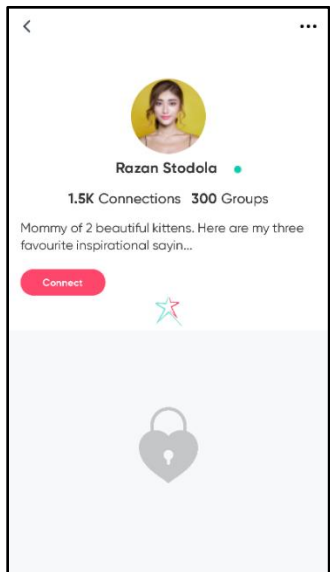 Razan Stodola
1.5K Connections 300 Groups
Mommy of 2 beautiful kittens. Here are my three
favourite inspirational sayin...
Connect